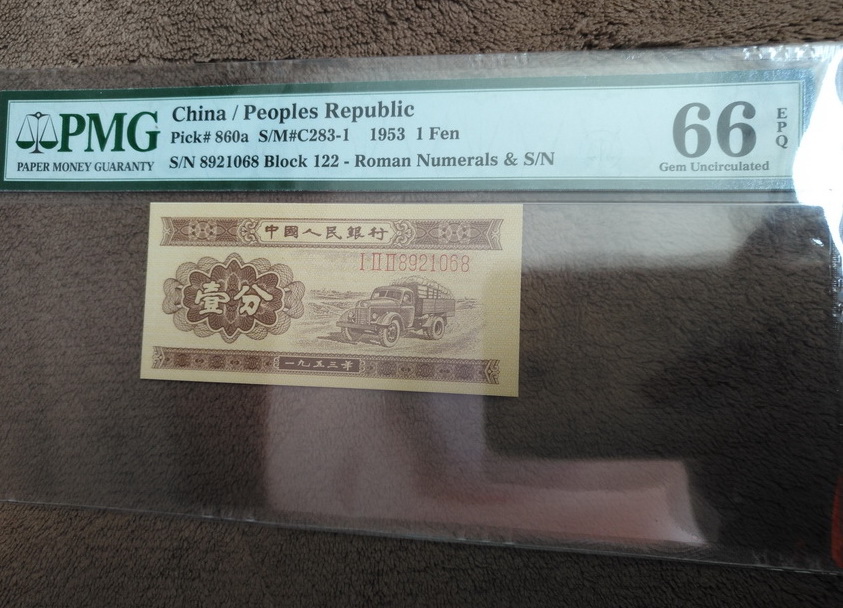 PMG
PAPER MONEY GUARANTY
China / Peoples Republic
Pick# 860a S/M#C283-1 1953 1 Fen
S/N 8921068 Block 122 - Roman Numerals & S/N
66
EPQ
Gem Uncirculated
中國人民銀行
I II II 8921068
壹分
一九五三年